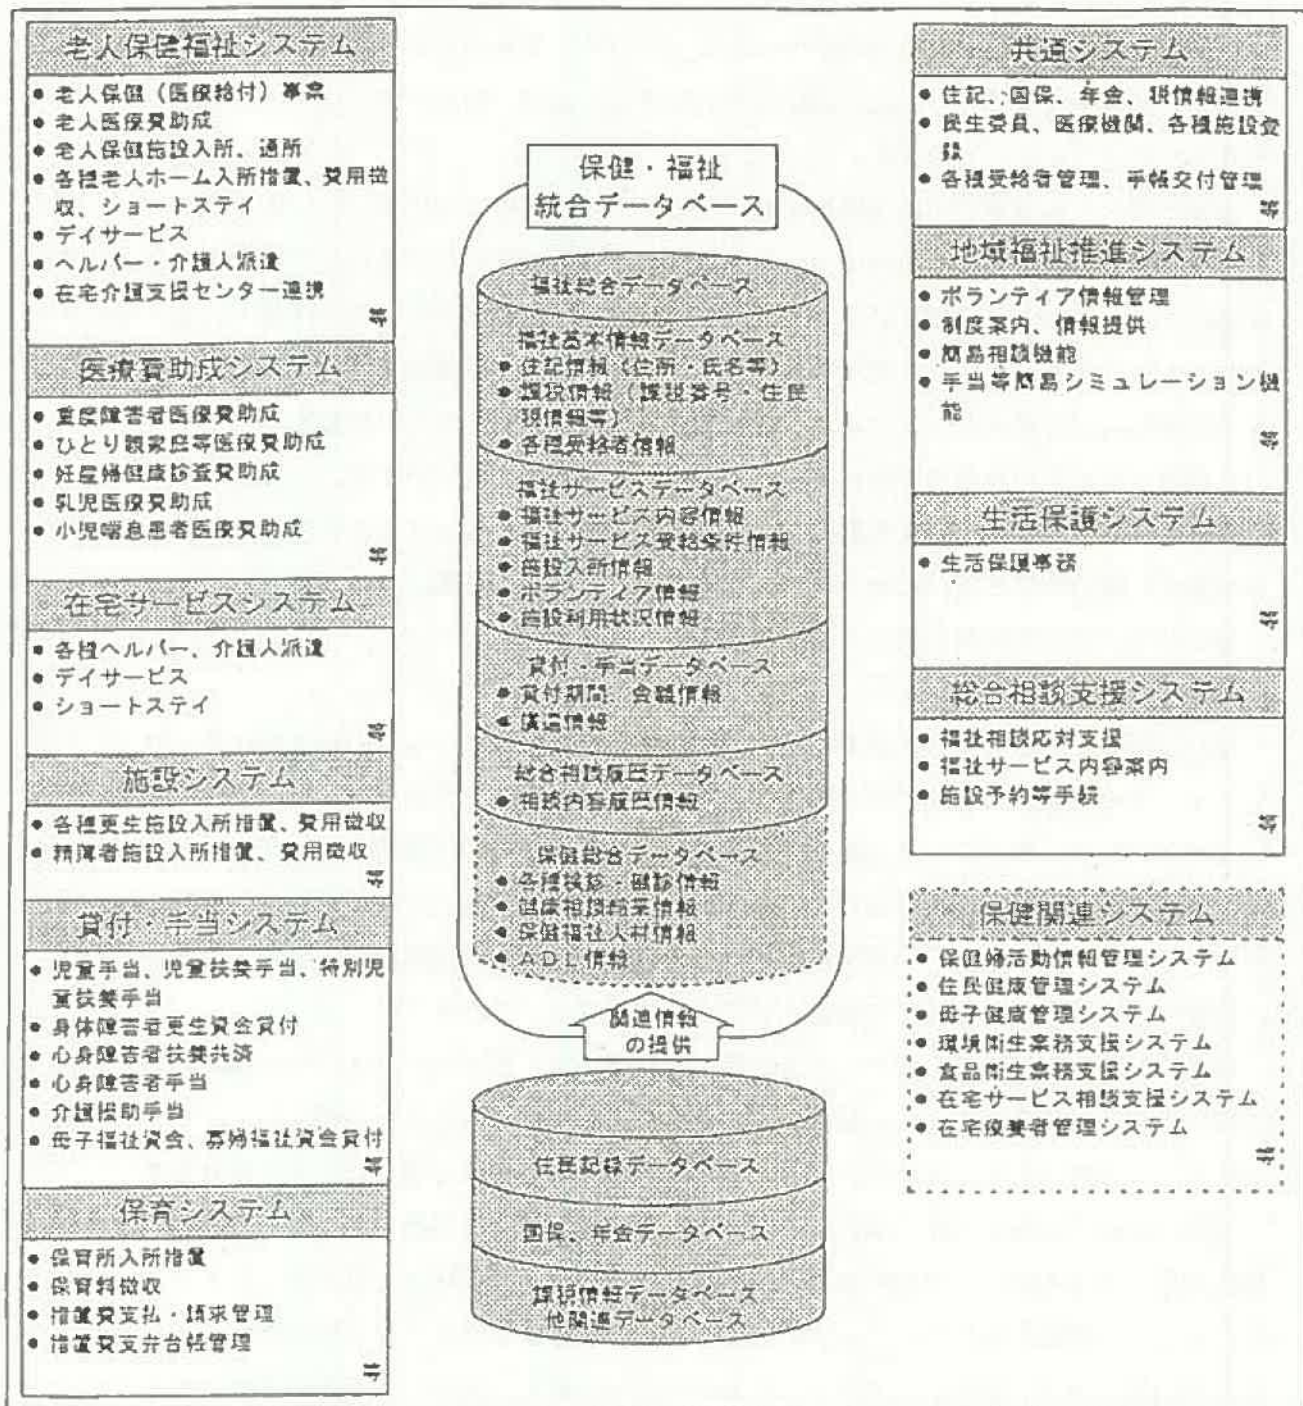 老人保健福祉システム
● 老人保健（医療給付）事業
● 老人医療費助成
● 老人保健施設入所、通所
● 各種老人ホーム入所措置、費用徴
収、ショートステイ
● デイサービス
● ヘルパー・介護人派遣
● 在宅介護支援センター連携
等
医療費助成システム
● 重度障害者医療費助成
● ひとり親家庭等医療費助成
● 妊産婦健康診査費助成
● 乳児医療費助成
● 小児喘息患者医療費助成
等
在宅サービスシステム
● 各種ヘルパー、介護人派遣
● デイサービス
● ショートステイ
等
施設システム
● 各種更生施設入所措置、費用徴収
● 精薄者施設入所措置、費用徴収
等
貸付・手当システム
● 児童手当、児童扶養手当、特別児
童扶養手当
● 身体障害者更生資金貸付
● 心身障害者扶養共済
● 心身障害者手当
● 介護援助手当
● 母子福祉資金、寡婦福祉資金貸付
等
保育システム
● 保育所入所措置
● 保育料徴収
● 措置費支払・請求管理
● 措置費支弁台帳管理
等
保健・福祉
統合データベース
福祉総合データベース
福祉基本情報データベース
● 住記情報（住所・氏名等）
● 課税情報（課税番号・住民
税情報等）
● 各種受給者情報
福祉サービスデータベース
● 福祉サービス内容情報
● 福祉サービス受給条件情報
● 施設入所情報
● ボランティア情報
● 施設利用状況情報
貸付・手当データベース
● 貸付期間、金額情報
● 償還情報
総合相談履歴データベース
● 相談内容履歴情報
保健総合データベース
● 各種検診・健診情報
● 健康相談結果情報
● 保健福祉人材情報
● ＡＤＬ情報
関連情報
の提供
住民記録データベース
国保、年金データベース
課税情報データベース
他関連データベース
共通システム
● 住記、国保、年金、税情報連携
● 民生委員、医療機関、各種施設登
録
● 各種受給者管理、手帳交付管理
等
地域福祉推進システム
● ボランティア情報管理
● 制度案内、情報提供
● 簡易相談機能
● 手当等簡易シミュレーション機
能
等
生活保護システム
● 生活保護事務
等
総合相談支援システム
● 福祉相談応対支援
● 福祉サービス内容案内
● 施設予約等手続
等
保健関連システム
● 保健婦活動情報管理システム
● 住民健康管理システム
● 母子健康管理システム
● 環境衛生業務支援システム
● 食品衛生業務支援システム
● 在宅サービス相談支援システム
● 在宅療養者管理システム
等